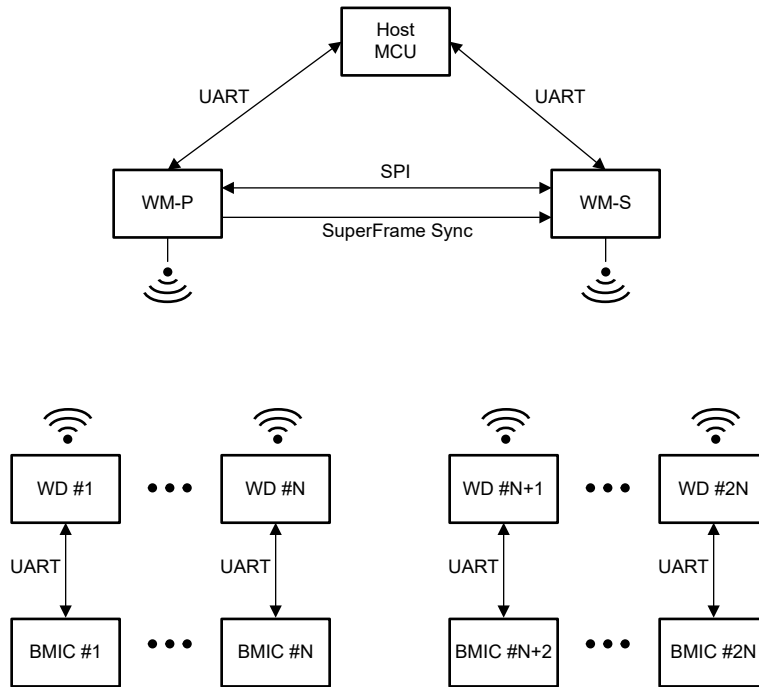 Host
MCU
UART
UART
SPI
WM-P
WM-S
SuperFrame Sync
WD #1
WD #N
WD #N+1
WD #2N
UART
UART
UART
UART
BMIC #1
BMIC #N
BMIC #N+2
BMIC #2N